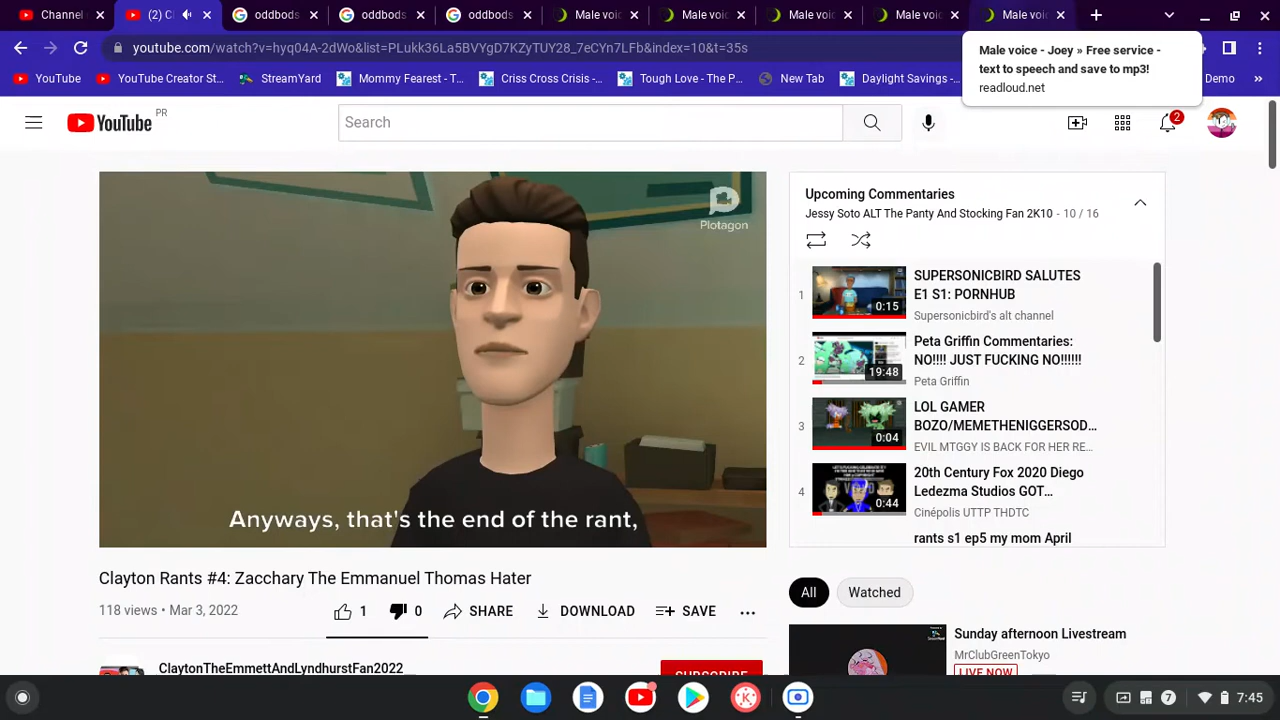 Channel c
(2) Cl
oddbods
oddbods
oddbods
Male voic
Male voic
Male voic
Male voic
Male voic
youtube.com/watch?v=hyq04A-2dWo&list=PLukk36La5BVYgD7KZyTUY28_7eCYn7LFb&index=10&t=35s
Male voice - Joey » Free service -
text to speech and save to mp3!
readloud.net
YouTube
YouTube Creator St...
StreamYard
Mommy Fearest - T...
Criss Cross Crisis -...
Tough Love - The P...
New Tab
Daylight Savings -...
Demo
»
YouTube PR
Search
2
Plotagon
Anyways, that's the end of the rant,
Upcoming Commentaries
Jessy Soto ALT The Panty And Stocking Fan 2K10 - 10 / 16
1
0:15
SUPERSONICBIRD SALUTES
E1 S1: PORNHUB
Supersonicbird's alt channel
2
19:48
Peta Griffin Commentaries:
NO!!!! JUST FUCKING NO!!!!!!
Peta Griffin
3
0:04
LOL GAMER
BOZO/MEMETHENIGGERSOD...
EVIL MTGGY IS BACK FOR HER RE...
4
0:44
20th Century Fox 2020 Diego
Ledezma Studios GOT...
Cinépolis UTTP THDTC
rants s1 ep5 my mom April
Clayton Rants #4: Zacchary The Emmanuel Thomas Hater
118 views • Mar 3, 2022
1
0
SHARE
DOWNLOAD
SAVE
All
Watched
ClaytonTheEmmettAndLyndhurstFan2022
SUBSCRIBE
Sunday afternoon Livestream
MrClubGreenTokyo
LIVE NOW
7
7:45